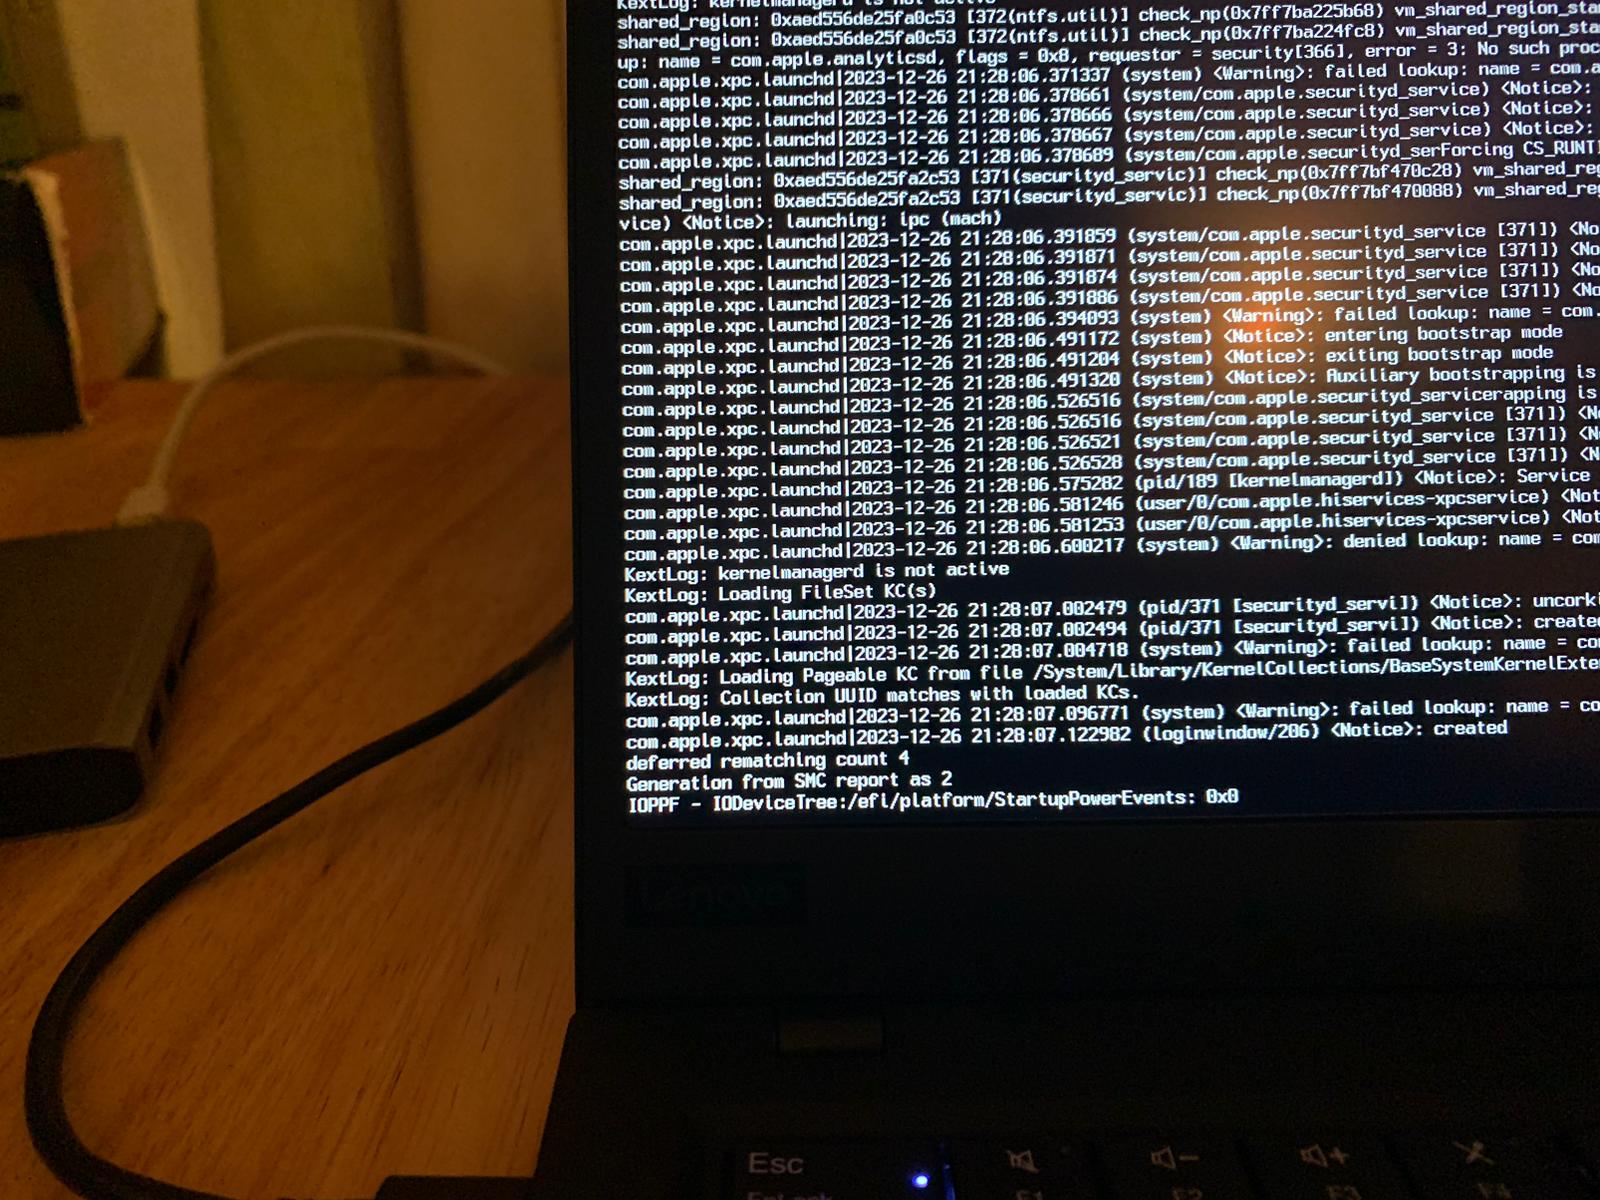 KextLog: kernelmanagerd is not active
shared_region: 0xaed556de25fa0c53 [372(ntfs.util)] check_np(0x7ff7ba225b68) vm_shared_region_sta
shared_region: 0xaed556de25fa0c53 [372(ntfs.util)] check_np(0x7ff7ba224fc8) vm_shared_region_sta
up: name = com.apple.analyticsd, flags = 0x8, requestor = security[366], error = 3: No such proc
com.apple.xpc.launchd|2023-12-26 21:28:06.371337 (system) <Warning>: failed lookup: name = com.a
com.apple.xpc.launchd|2023-12-26 21:28:06.378661 (system/com.apple.securityd_service) <Notice>:
com.apple.xpc.launchd|2023-12-26 21:28:06.378666 (system/com.apple.securityd_service) <Notice>:
com.apple.xpc.launchd|2023-12-26 21:28:06.378667 (system/com.apple.securityd_service) <Notice>:
com.apple.xpc.launchd|2023-12-26 21:28:06.378689 (system/com.apple.securityd_serForcing CS_RUNTI
shared_region: 0xaed556de25fa2c53 [371(securityd_servic)] check_np(0x7ff7bf470c28) vm_shared_reg
shared_region: 0xaed556de25fa2c53 [371(securityd_servic)] check_np(0x7ff7bf470088) vm_shared_reg
vice) <Notice>: launching: ipc (mach)
com.apple.xpc.launchd|2023-12-26 21:28:06.391859 (system/com.apple.securityd_service [371]) <No
com.apple.xpc.launchd|2023-12-26 21:28:06.391871 (system/com.apple.securityd_service [371]) <No
com.apple.xpc.launchd|2023-12-26 21:28:06.391874 (system/com.apple.securityd_service [371]) <No
com.apple.xpc.launchd|2023-12-26 21:28:06.391886 (system/com.apple.securityd_service [371]) <No
com.apple.xpc.launchd|2023-12-26 21:28:06.394093 (system) <Warning>: failed lookup: name = com.
com.apple.xpc.launchd|2023-12-26 21:28:06.491172 (system) <Notice>: entering bootstrap mode
com.apple.xpc.launchd|2023-12-26 21:28:06.491204 (system) <Notice>: exiting bootstrap mode
com.apple.xpc.launchd|2023-12-26 21:28:06.491320 (system) <Notice>: Auxiliary bootstrapping is
com.apple.xpc.launchd|2023-12-26 21:28:06.526516 (system/com.apple.securityd_servicerapping is
com.apple.xpc.launchd|2023-12-26 21:28:06.526516 (system/com.apple.securityd_service [371]) <No
com.apple.xpc.launchd|2023-12-26 21:28:06.526521 (system/com.apple.securityd_service [371]) <N
com.apple.xpc.launchd|2023-12-26 21:28:06.526528 (system/com.apple.securityd_service [371]) <N
com.apple.xpc.launchd|2023-12-26 21:28:06.575282 (pid/189 [kernelmanagerd]) <Notice>: Service
com.apple.xpc.launchd|2023-12-26 21:28:06.581246 (user/0/com.apple.hiservices-xpcservice) <Not
com.apple.xpc.launchd|2023-12-26 21:28:06.581253 (user/0/com.apple.hiservices-xpcservice) <Not
com.apple.xpc.launchd|2023-12-26 21:28:06.600217 (system) <Warning>: denied lookup: name = com
KextLog: kernelmanagerd is not active
KextLog: Loading FileSet KC(s)
com.apple.xpc.launchd|2023-12-26 21:28:07.002479 (pid/371 [securityd_servi]) <Notice>: uncorki
com.apple.xpc.launchd|2023-12-26 21:28:07.002494 (pid/371 [securityd_servi]) <Notice>: created
com.apple.xpc.launchd|2023-12-26 21:28:07.004718 (system) <Warning>: failed lookup: name = com
KextLog: Loading Pageable KC from file /System/Library/KernelCollections/BaseSystemKernelExte
KextLog: Collection UUID matches with loaded KCs.
com.apple.xpc.launchd|2023-12-26 21:28:07.096771 (system) <Warning>: failed lookup: name = co
com.apple.xpc.launchd|2023-12-26 21:28:07.122982 (loginwindow/206) <Notice>: created
deferred rematching count 4
Generation from SMC report as 2
IOPPF - IODeviceTree:/efi/platform/StartupPowerEvents: 0x0
Lenovo
Esc
FnLock F1 F2 F3 F4